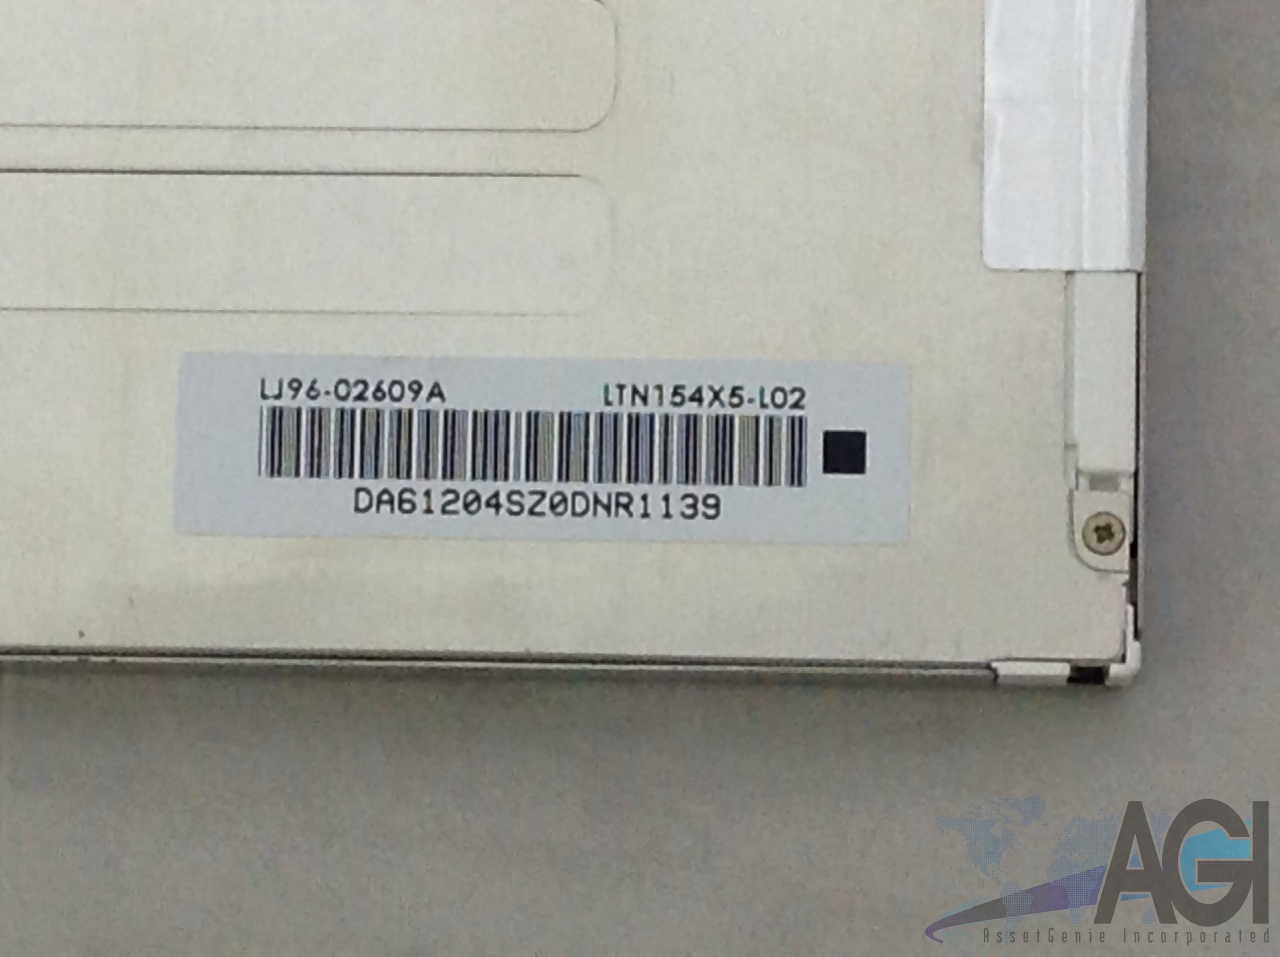 LJ96-02609A LTN154X5-L02
DA61204SZ0DNR1139
AGI
AssetGenie Incorporated